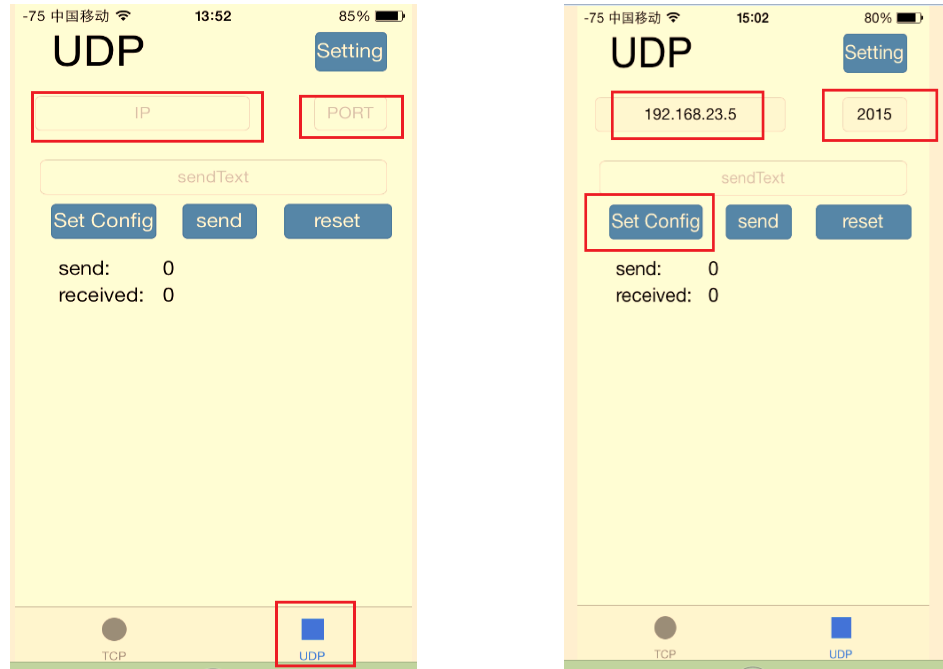 -75 中国移动 13:52 85%
UDP Setting
IP PORT
sendText
Set Config send reset
send: 0
received: 0
TCP UDP
-75 中国移动 15:02 80%
UDP Setting
192.168.23.5 2015
sendText
Set Config send reset
send: 0
received: 0
TCP UDP